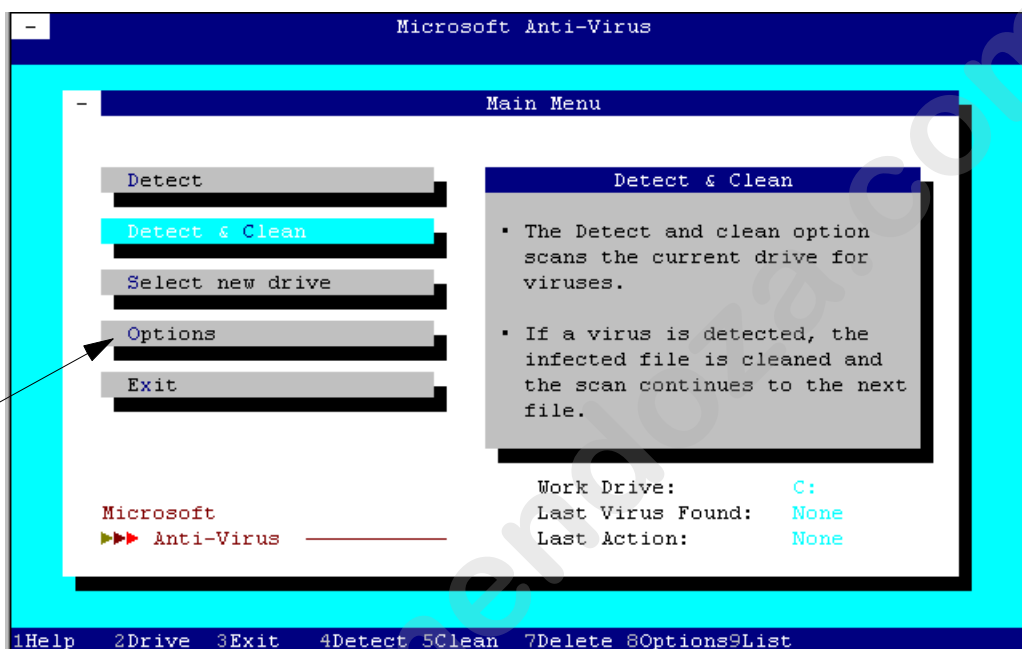 - Microsoft Anti-Virus
- Main Menu
Detect
Detect & Clean
Select new drive
Options
Exit
Detect & Clean
▪ The Detect and clean option
scans the current drive for
viruses.
▪ If a virus is detected, the
infected file is cleaned and
the scan continues to the next
file.
Work Drive: C:
Last Virus Found: None
Last Action: None
Microsoft
Anti-Virus
1Help 2Drive 3Exit 4Detect 5Clean 7Delete 8Options9List
endoza.com